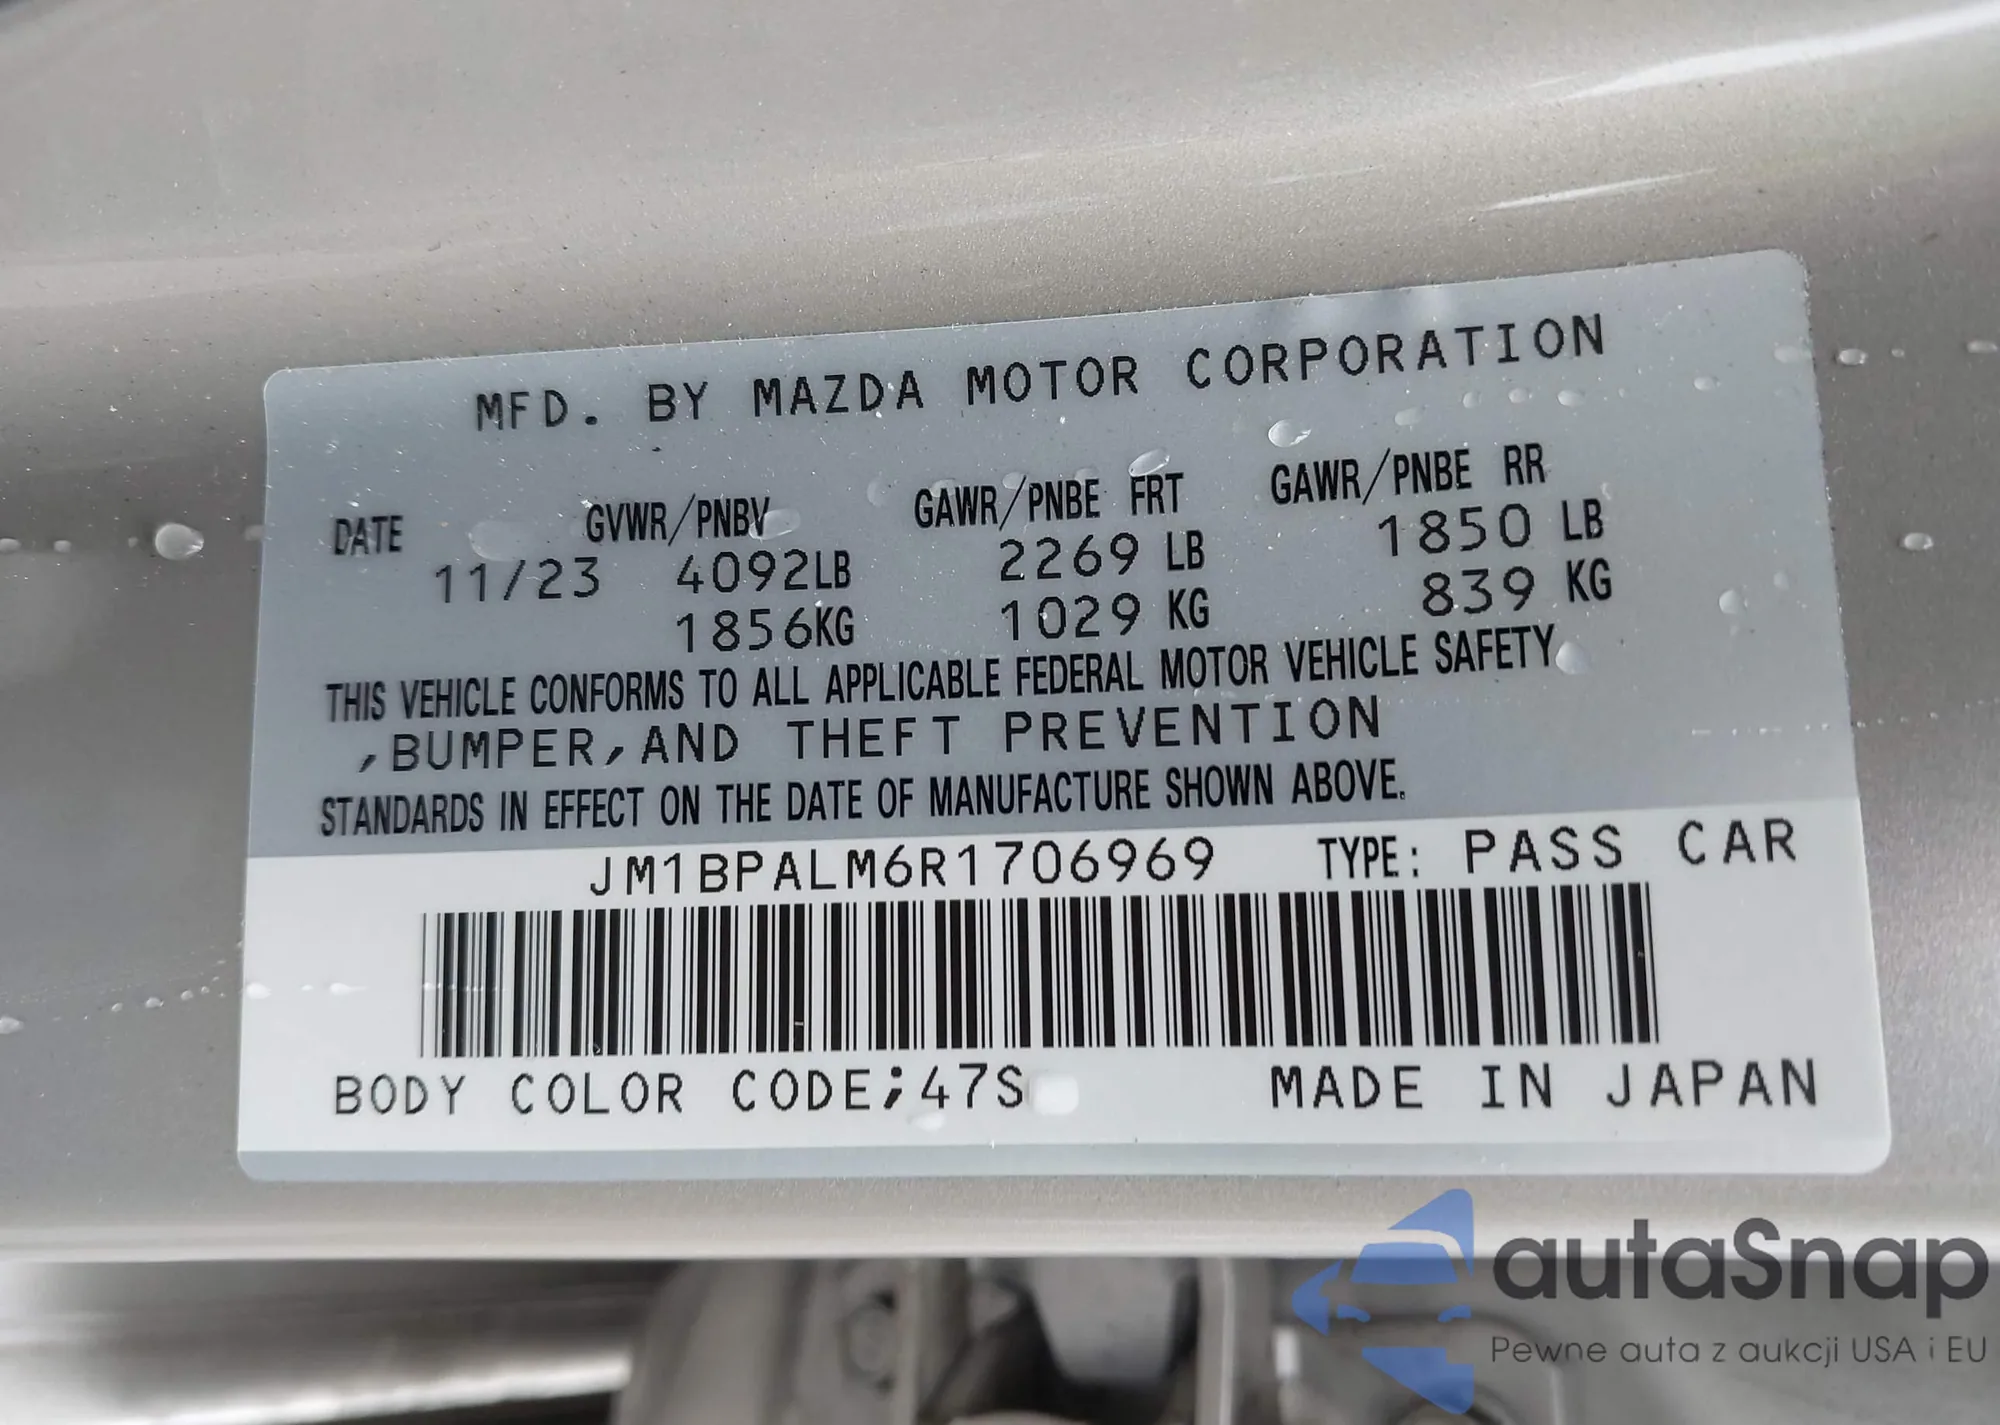 MFD. BY MAZDA MOTOR CORPORATION
DATE GVWR/PNBV GAWR/PNBE FRT GAWR/PNBE RR
11/23 4092LB 2269 LB 1850 LB
1856KG 1029 KG 839 KG
THIS VEHICLE CONFORMS TO ALL APPLICABLE FEDERAL MOTOR VEHICLE SAFETY
,BUMPER,AND THEFT PREVENTION
STANDARDS IN EFFECT ON THE DATE OF MANUFACTURE SHOWN ABOVE.
JM1BPALM6R1706969 TYPE: PASS CAR
BODY COLOR CODE;47S MADE IN JAPAN
autaSnap
Pewne auta z aukcji USA i EU